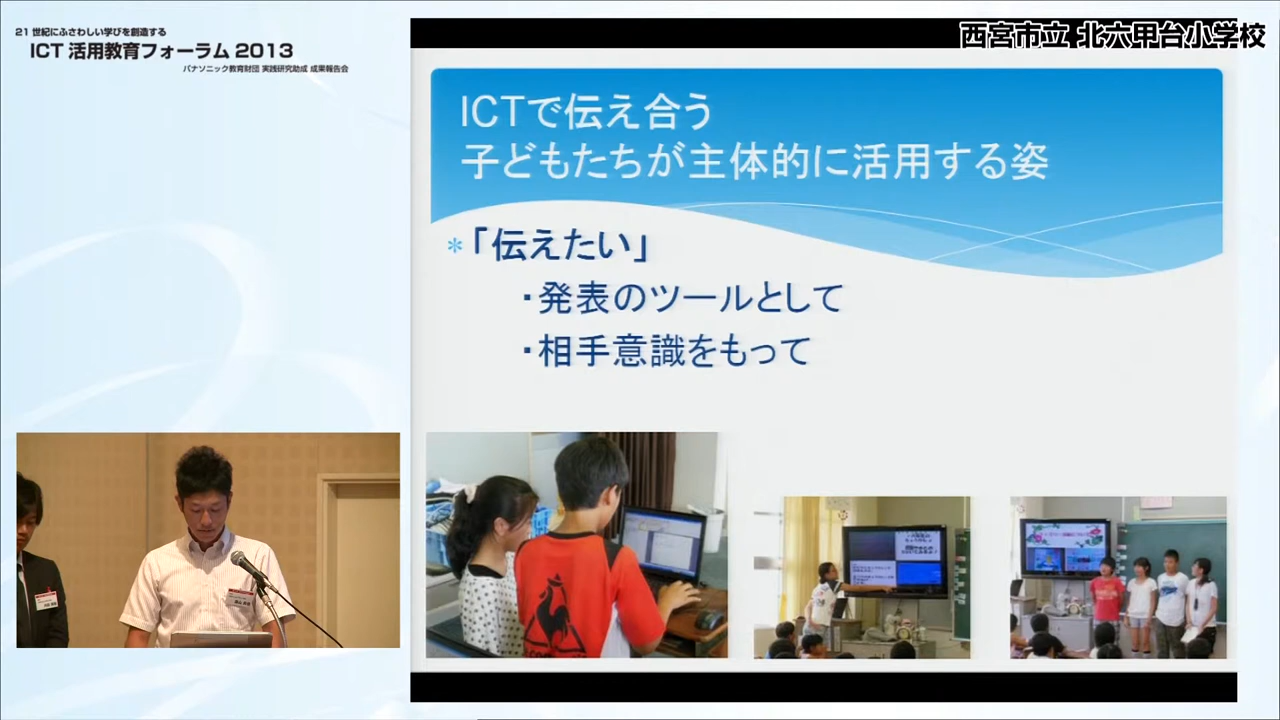 21 世紀にふさわしい学びを創造する
ICT 活用教育フォーラム 2013
パナソニック教育財団 実践研究助成 成果報告会
西宮市立 北六甲台小学校
ICTで伝え合う
子どもたちが主体的に活用する姿
*「伝えたい」
・発表のツールとして
・相手意識をもって